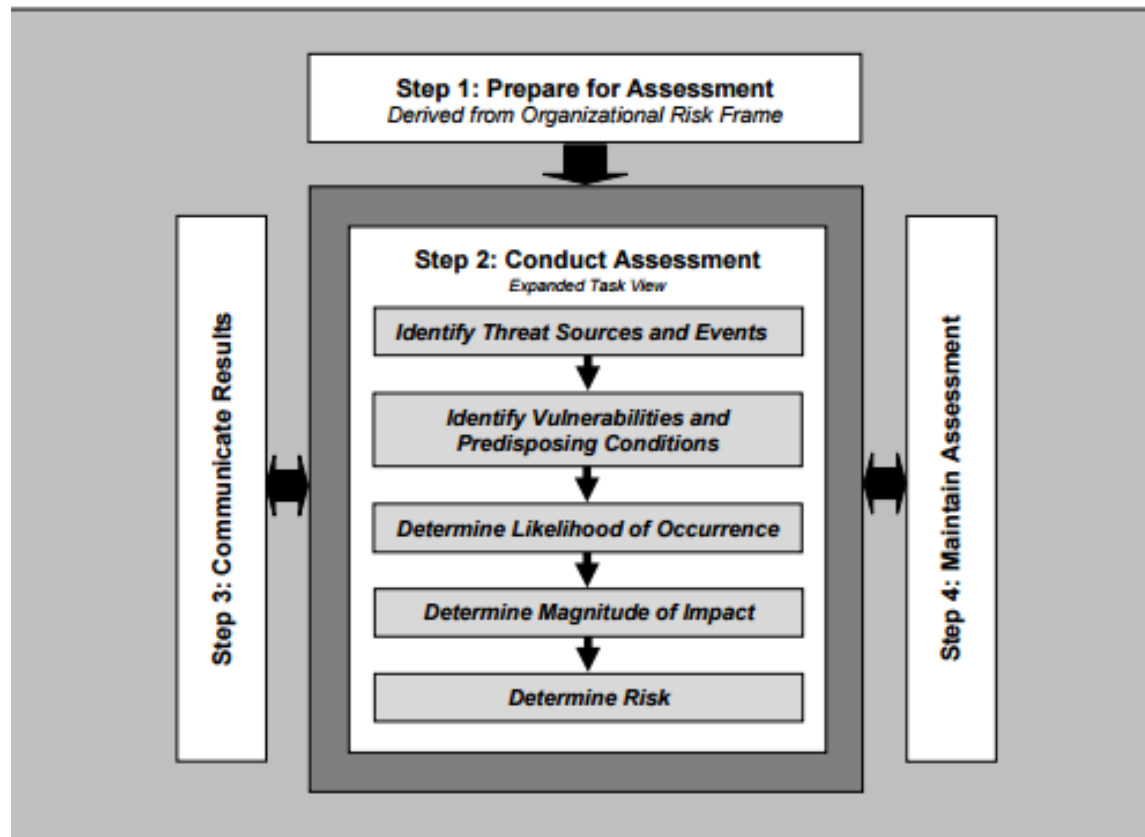 Step 1: Prepare for Assessment
Derived from Organizational Risk Frame
Step 2: Conduct Assessment
Expanded Task View
Identify Threat Sources and Events
Identify Vulnerabilities and
Predisposing Conditions
Determine Likelihood of Occurrence
Determine Magnitude of Impact
Determine Risk
Step 3: Communicate Results
Step 4: Maintain Assessment